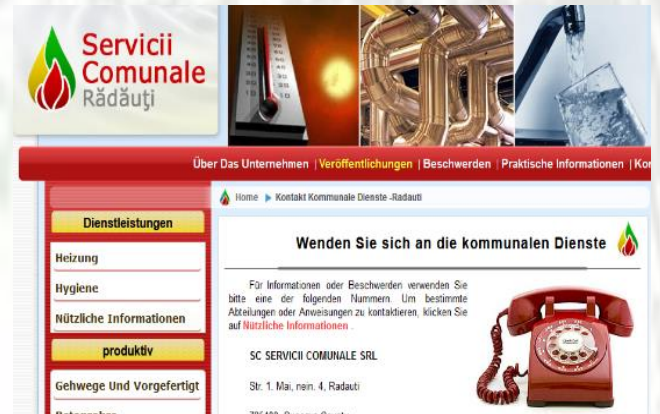 Servicii
Comunale
Rădăuţi
Über Das Unternehmen | Veröffentlichungen | Beschwerden | Praktische Informationen | Kon
Home Kontakt Kommunale Dienste -Radauti
Dienstleistungen
Heizung
Hygiene
Nützliche Informationen
produktiv
Gehwege Und Vorgefertigt
Wenden Sie sich an die kommunalen Dienste
Für Informationen oder Beschwerden verwenden Sie
bitte eine der folgenden Nummern. Um bestimmte
Abteilungen oder Anweisungen zu kontaktieren, klicken Sie
auf Nützliche Informationen .
SC SERVICII COMUNALE SRL
Str. 1. Mai, nein. 4, Radauti